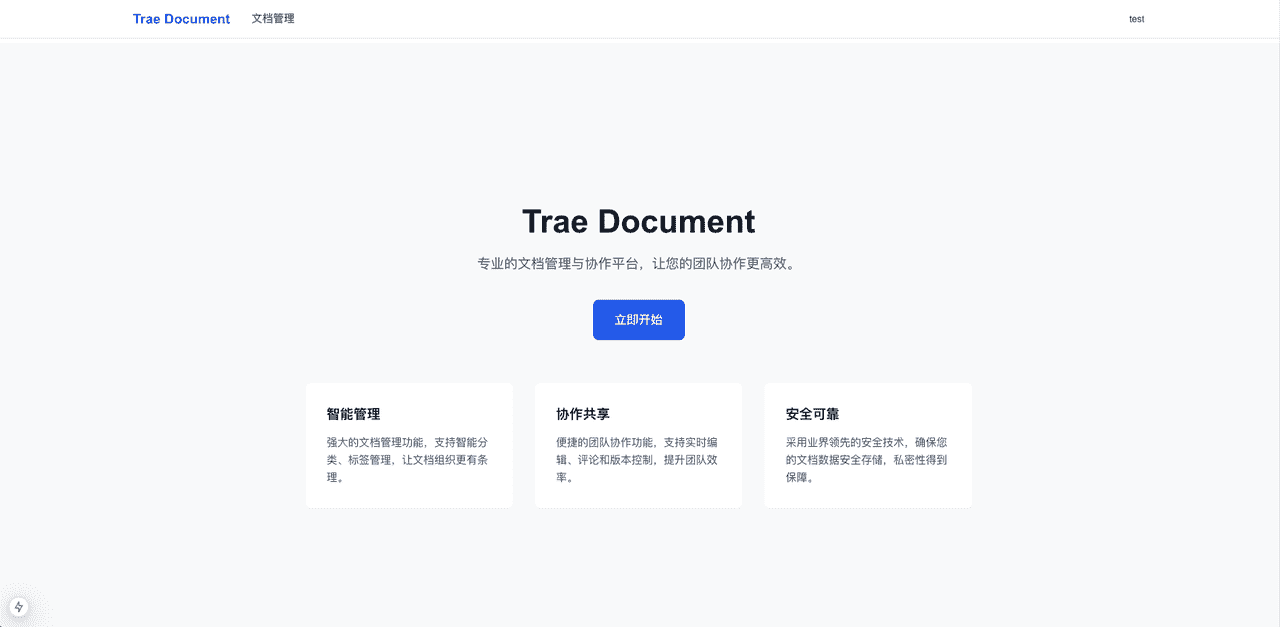 Trae Document 文档管理 test
Trae Document
专业的文档管理与协作平台，让您的团队协作更高效。
立即开始
智能管理
强大的文档管理功能，支持智能分
类、标签管理，让文档组织更有条
理。
协作共享
便捷的团队协作功能，支持实时编
辑、评论和版本控制，提升团队效
率。
安全可靠
采用业界领先的安全技术，确保您
的文档数据安全存储，私密性得到
保障。